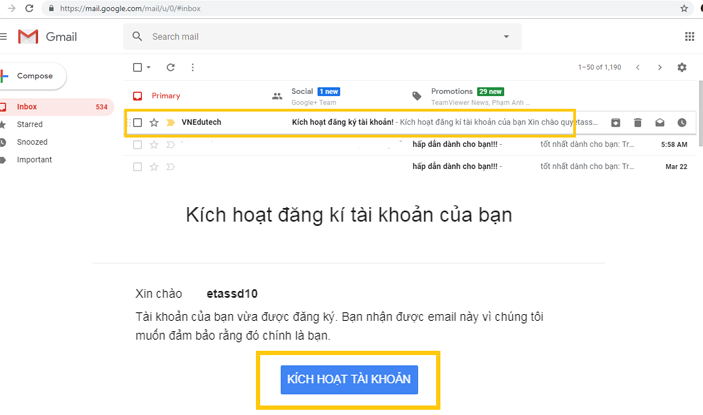 https://mail.google.com/mail/u/0/#inbox
Gmail
Search mail
Compose
1–50 of 1,190
Primary
Social 1 new
Google+ Team
Promotions 29 new
TeamViewer News, Phạm Anh ...
Inbox 534
Starred
Snoozed
Important
VNEdutech Kích hoạt đăng ký tài khoản! - Kích hoạt đăng kí tài khoản của bạn Xin chào quyetass...
hấp dẫn dành cho bạn!!! - tốt nhất dành cho bạn: Tr... 5:58 AM
hấp dẫn dành cho bạn!!! - tốt nhất dành cho bạn: Tr... Mar 22
Kích hoạt đăng kí tài khoản của bạn
Xin chào etassd10
Tài khoản của bạn vừa được đăng ký. Bạn nhận được email này vì chúng tôi
muốn đảm bảo rằng đó chính là bạn.
KÍCH HOẠT TÀI KHOẢN